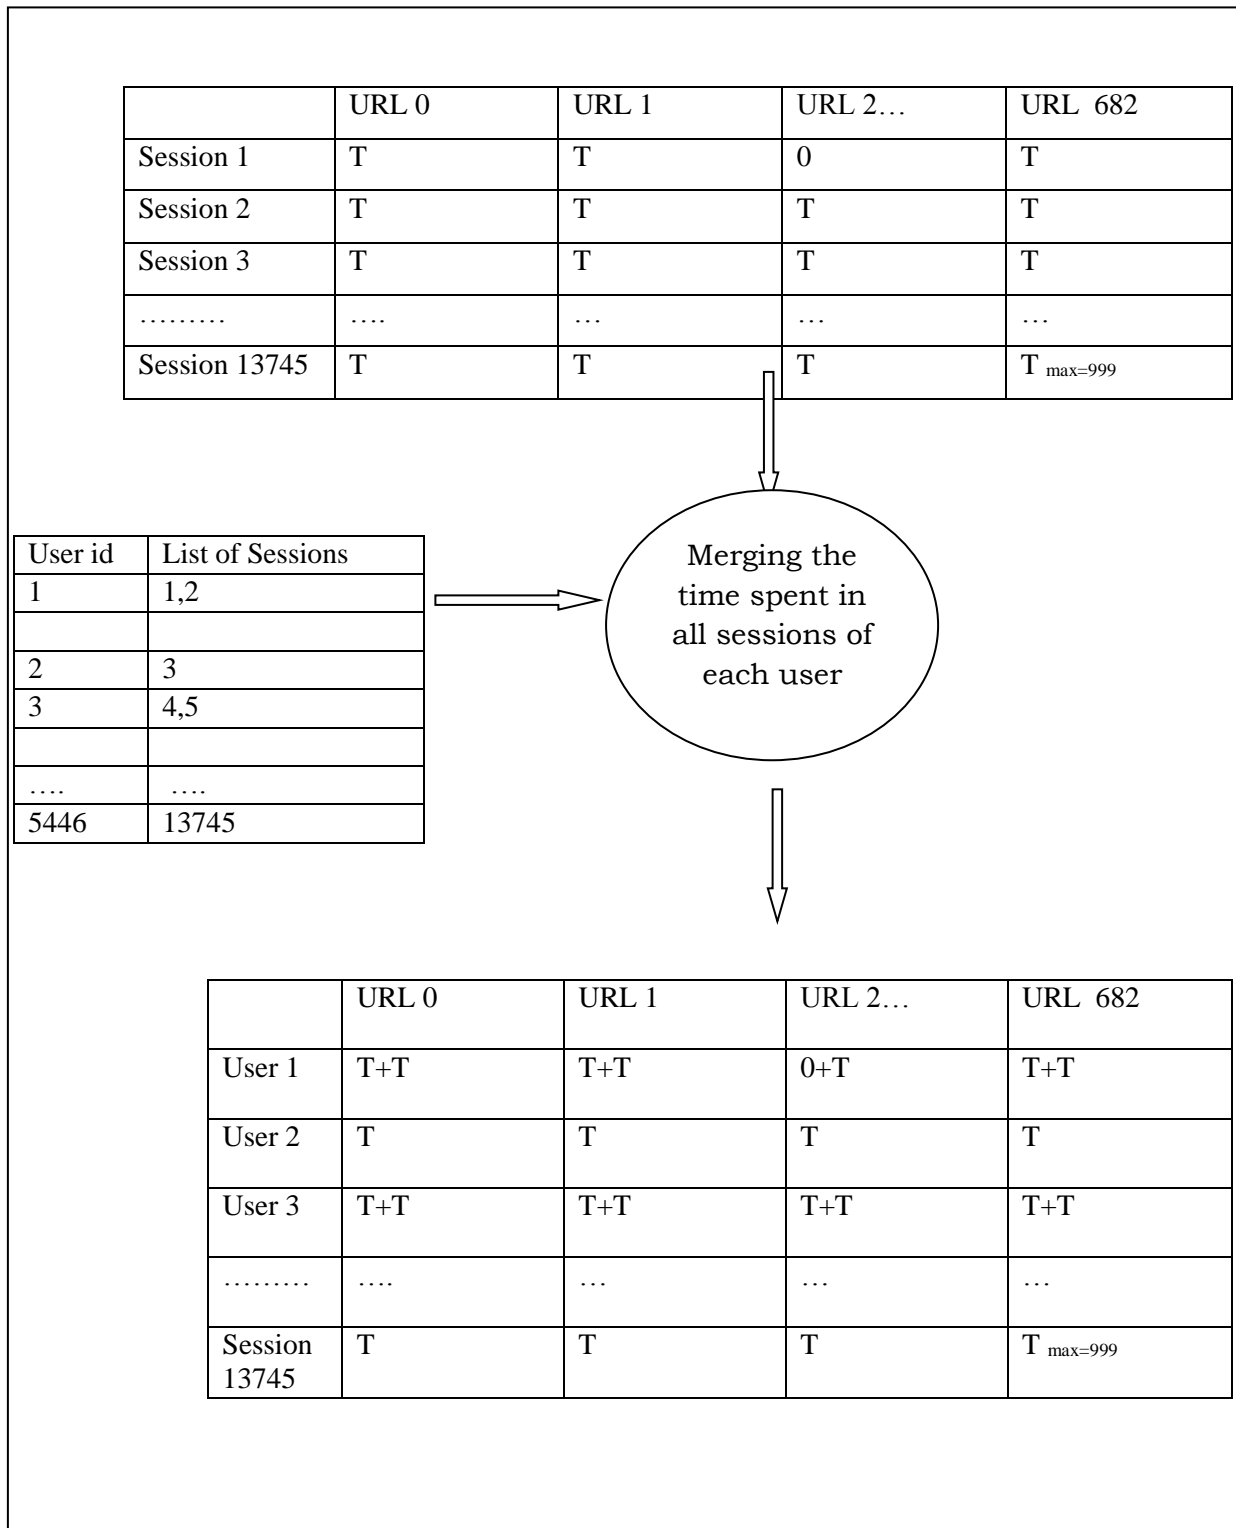 URL 0 URL 1 URL 2… URL 682
Session 1 T T 0 T
Session 2 T T T T
Session 3 T T T T
……… …. … … …
Session 13745 T T T T max=999
User id List of Sessions
1 1,2
2 3
3 4,5
…. ….
5446 13745
Merging the
time spent in
all sessions of
each user
URL 0 URL 1 URL 2… URL 682
User 1 T+T T+T 0+T T+T
User 2 T T T T
User 3 T+T T+T T+T T+T
……… …. … … …
Session
13745 T T T T max=999